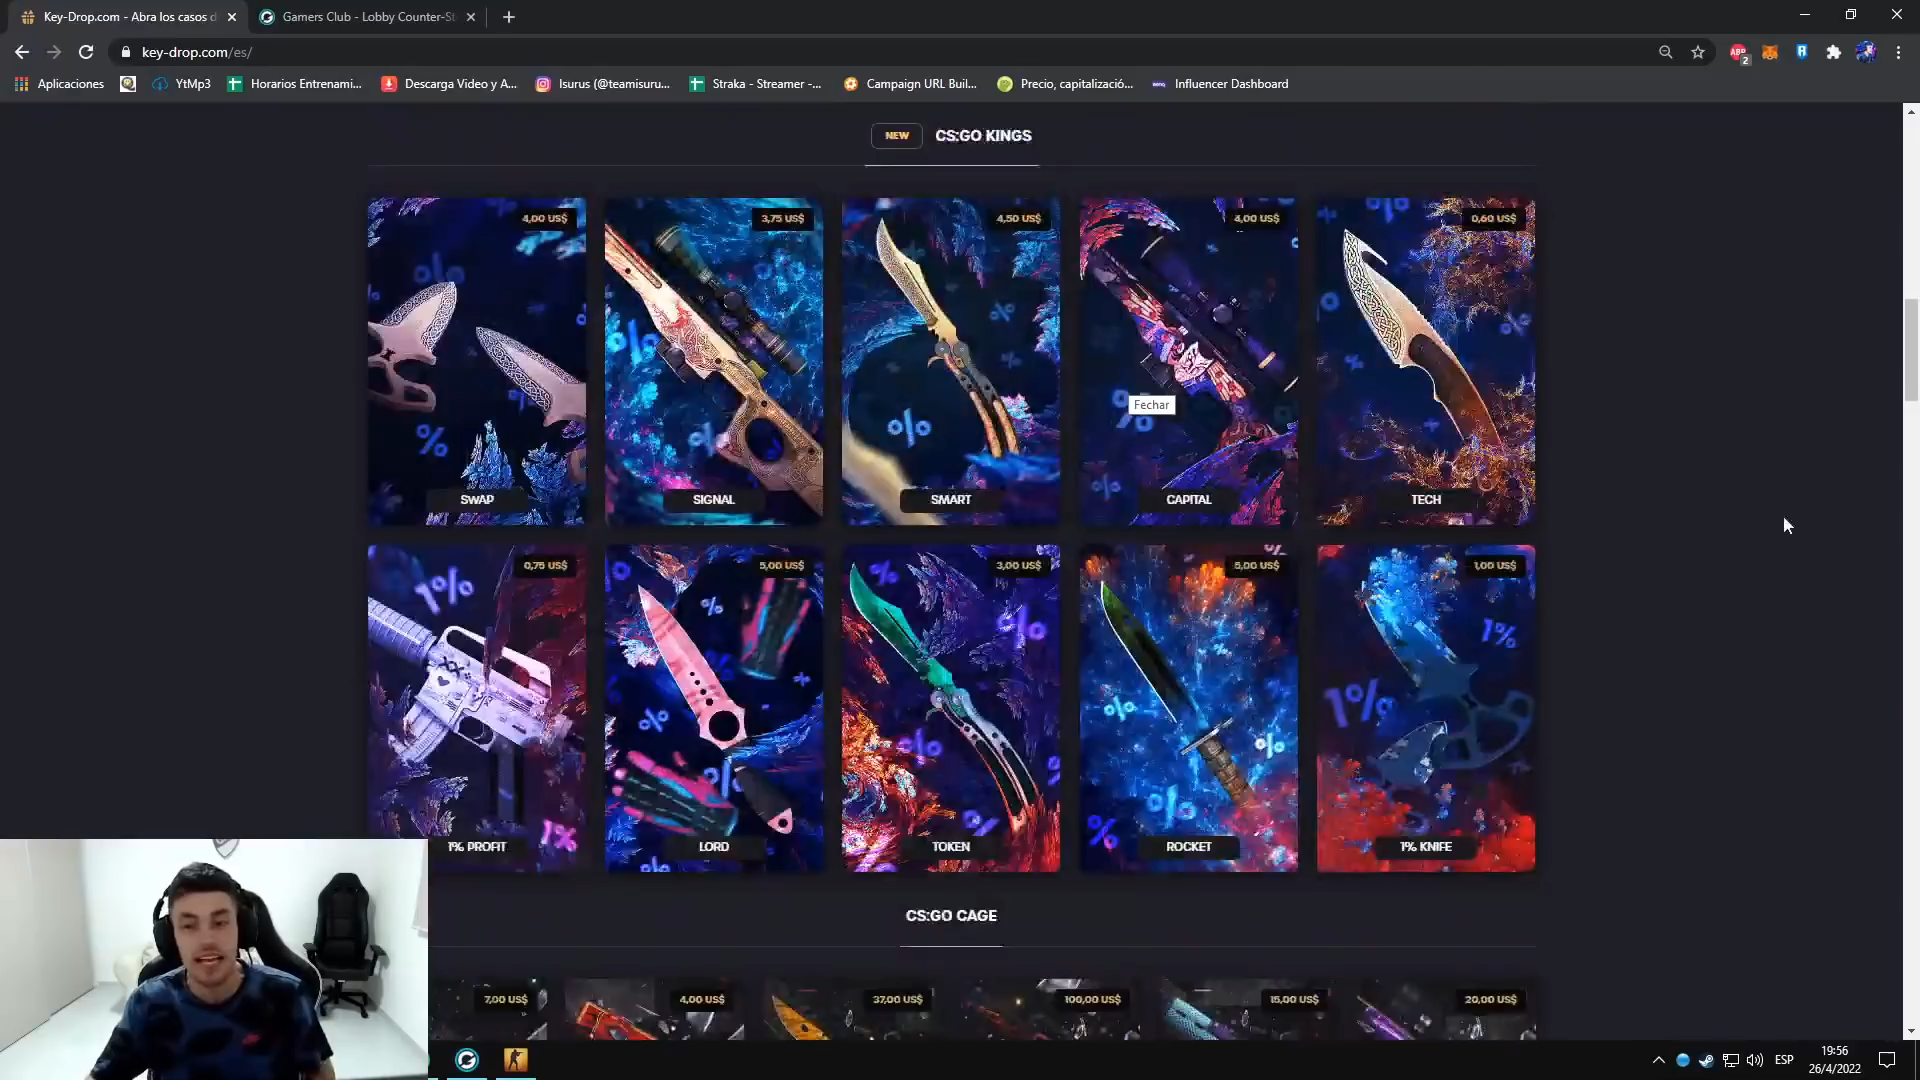 Key-Drop.com - Abra los casos d
Gamers Club - Lobby Counter-St
key-drop.com/es/
2
Aplicaciones
YtMp3
Horarios Entrenami...
Descarga Video y A...
Isurus (@teamisuru...
Straka - Streamer -...
Campaign URL Buil...
Precio, capitalizació...
Influencer Dashboard
NEW CS:GO KINGS
4,00 US$
3,75 US$
4,50 US$
4,00 US$
0,60 US$
Fechar
SWAP
SIGNAL
SMART
CAPITAL
TECH
0,75 US$
5,00 US$
3,00 US$
5,00 US$
1,00 US$
1%
1%
1%
1%
1% PROFIT
LORD
TOKEN
ROCKET
1% KNIFE
CS:GO CAGE
7,00 US$
4,00 US$
37,00 US$
100,00 US$
15,00 US$
20,00 US$
ESP
19:56
26/4/2022